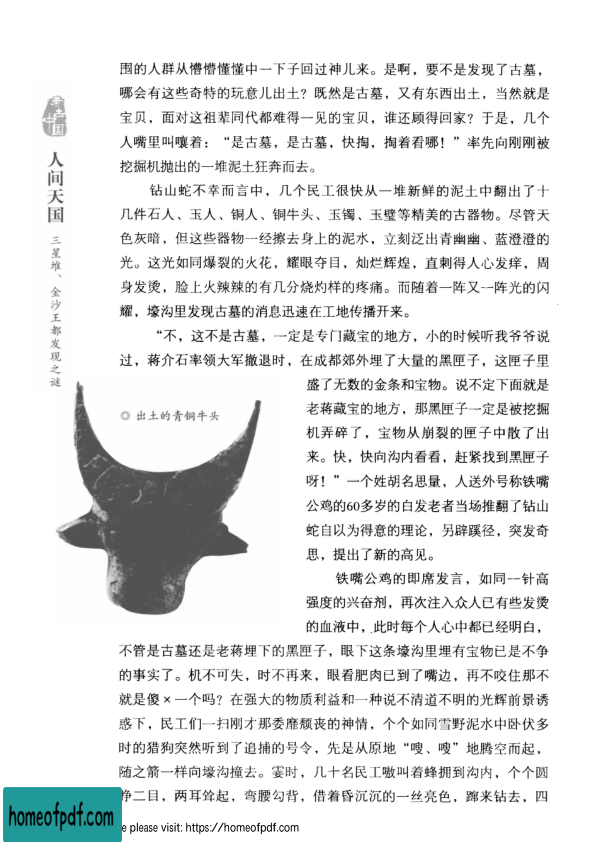 围的人群从懵懵懂懂中一下子回过神儿来。是啊，要不是发现了古墓，
哪会有这些奇特的玩意儿出土？既然是古墓，又有东西出土，当然就是
宝贝，面对这祖辈同代都难得一见的宝贝，谁还顾得回家？于是，几个
人嘴里叫嚷着：“是古墓，是古墓，快掏，掏着看哪！”率先向刚刚被
挖掘机抛出的一堆泥土狂奔而去。
钻山蛇不幸而言中，几个民工很快从一堆新鲜的泥土中翻出了十
几件石人、玉人、铜人、铜牛头、玉镯、玉璧等精美的古器物。尽管天
色灰暗，但这些器物一经擦去身上的泥水，立刻泛出青幽幽、蓝澄澄的
光。这光如同爆裂的火花，耀眼夺目，灿烂辉煌，直刺得人心发痒，周
身发烫，脸上火辣辣的有几分烧灼样的疼痛。而随着一阵又一阵光的闪
耀，壕沟里发现古墓的消息迅速在工地传播开来。
“不，这不是古墓，一定是专门藏宝的地方，小的时候听我爷爷说
过，蒋介石率领大军撤退时，在成都郊外埋了大量的黑匣子，这匣子里
盛了无数的金条和宝物。说不定下面就是
老蒋藏宝的地方，那黑匣子一定是被挖掘
机弄碎了，宝物从崩裂的匣子中散了出
来。快，快向沟内看看，赶紧找到黑匣子
呀！”一个姓胡名思量，人送外号称铁嘴
公鸡的60多岁的白发老者当场推翻了钻山
蛇自以为得意的理论，另辟蹊径，突发奇
思，提出了新的高见。
铁嘴公鸡的即席发言，如同一针高
强度的兴奋剂，再次注入众人已有些发烫
的血液中，此时每个人心中都已经明白，
不管是古墓还是老蒋埋下的黑匣子，眼下这条壕沟里埋有宝物已是不争
的事实了。机不可失，时不再来，眼看肥肉已到了嘴边，再不咬住那不
就是傻×一个吗？在强大的物质利益和一种说不清道不明的光辉前景诱
惑下，民工们一扫刚才那委靡颓丧的神情，个个如同雪野泥水中卧伏多
时的猎狗突然听到了追捕的号令，先是从原地“嗖、嗖”地腾空而起，
随之箭一样向壕沟撞去。霎时，几十名民工嗷叫着蜂拥到沟内，个个圆
睁二目，两耳耸起，弯腰勾背，借着昏沉沉的一丝亮色，蹿来钻去，四
人间天国
三星堆、金沙王都发现之谜
◎ 出土的青铜牛头
homeofpdf.com
e please visit: https://homeofpdf.com